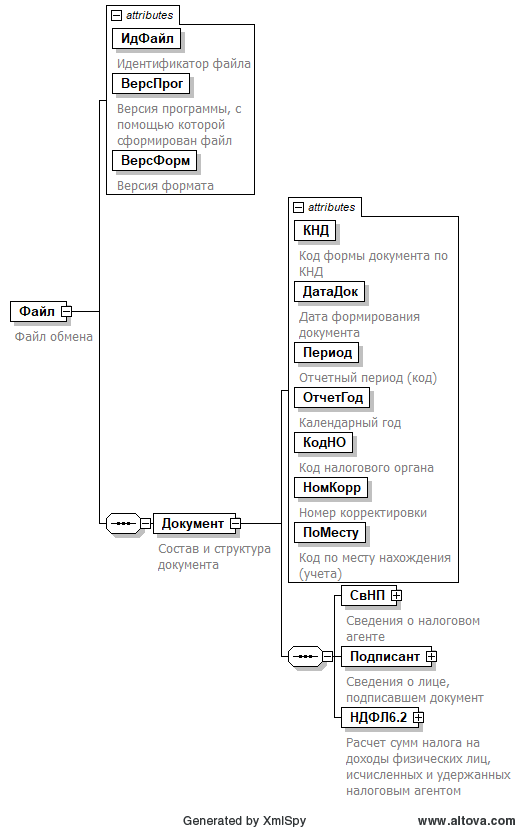 attributes
ИдФайл
Идентификатор файла
ВерсПрог
Версия программы, с
помощью которой
сформирован файл
ВерсФорм
Версия формата
Файл
Файл обмена
Документ
Состав и структура
документа
attributes
КНД
Код формы документа по
КНД
ДатаДок
Дата формирования
документа
Период
Отчетный период (код)
ОтчетГод
Календарный год
КодНО
Код налогового органа
НомКорр
Номер корректировки
ПоМесту
Код по месту нахождения
(учета)
СвНП
Сведения о налоговом
агенте
Подписант
Сведения о лице,
подписавшем документ
НДФЛ6.2
Расчет сумм налога на
доходы физических лиц,
исчисленных и удержанных
налоговым агентом
Generated by XmlSpy
www.altova.com